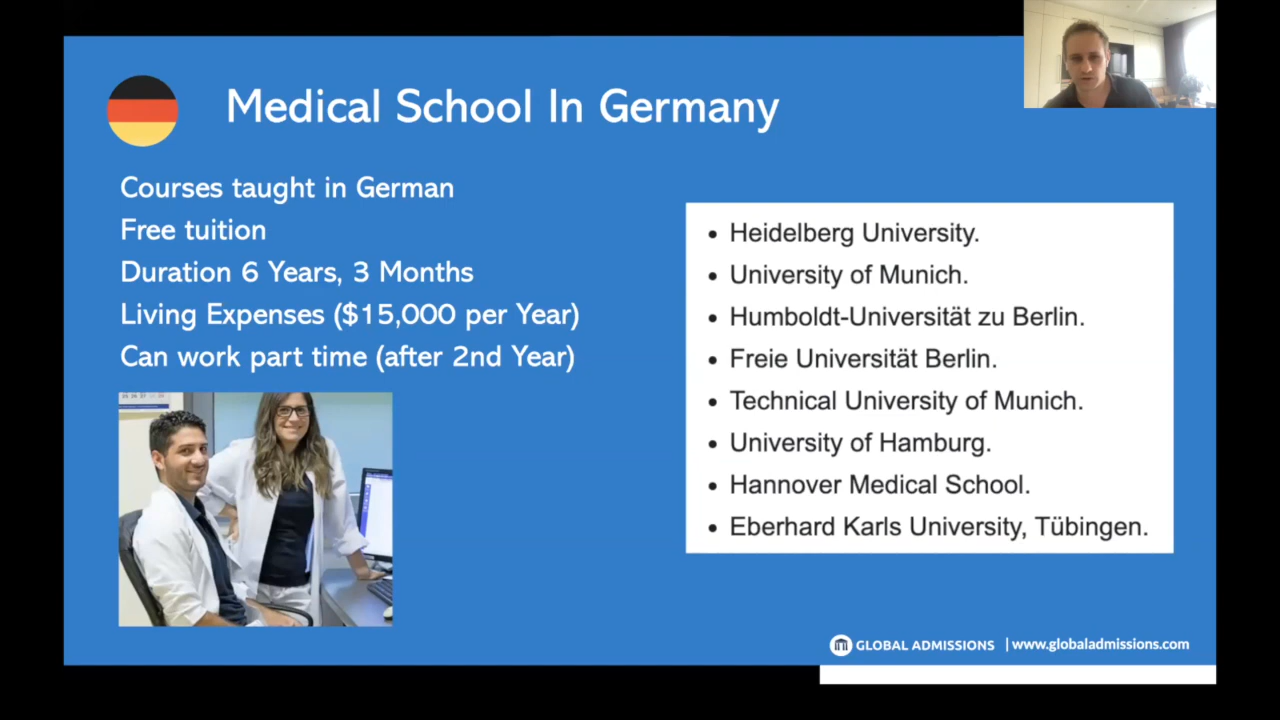 Medical School In Germany
Courses taught in German
Free tuition
Duration 6 Years, 3 Months
Living Expenses ($15,000 per Year)
Can work part time (after 2nd Year)
• Heidelberg University.
• University of Munich.
• Humboldt-Universität zu Berlin.
• Freie Universität Berlin.
• Technical University of Munich.
• University of Hamburg.
• Hannover Medical School.
• Eberhard Karls University, Tübingen.
GLOBAL ADMISSIONS | www.globaladmissions.com